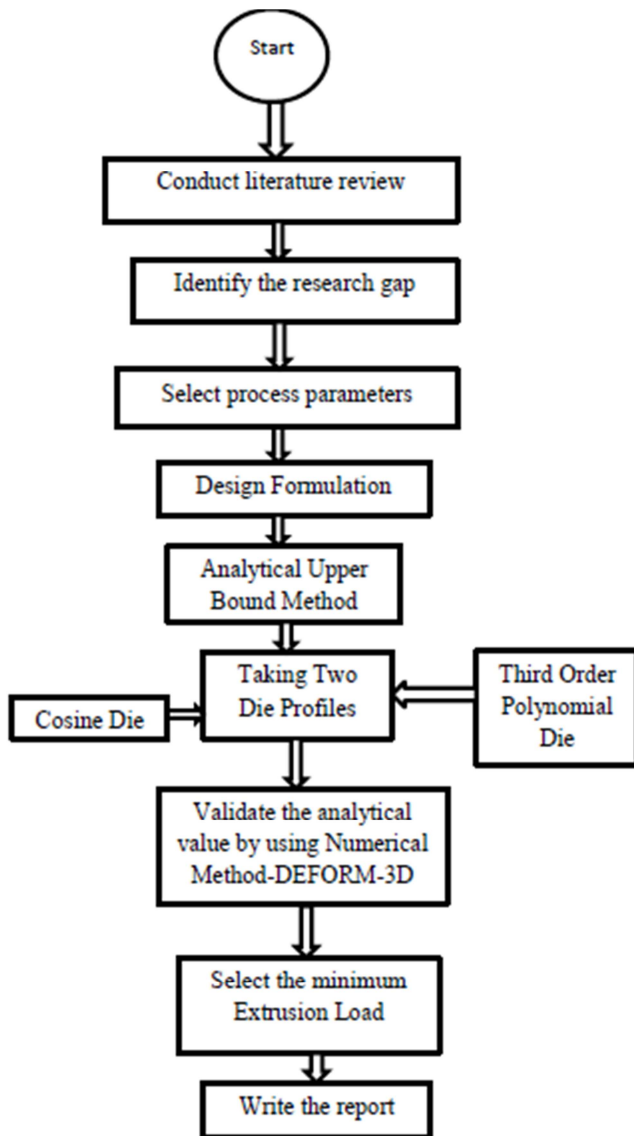 Start
Conduct literature review
Identify the research gap
Select process parameters
Design Formulation
Analytical Upper
Bound Method
Taking Two
Die Profiles
Cosine Die
Third Order
Polynomial
Die
Validate the analytical
value by using Numerical
Method-DEFORM-3D
Select the minimum
Extrusion Load
Write the report